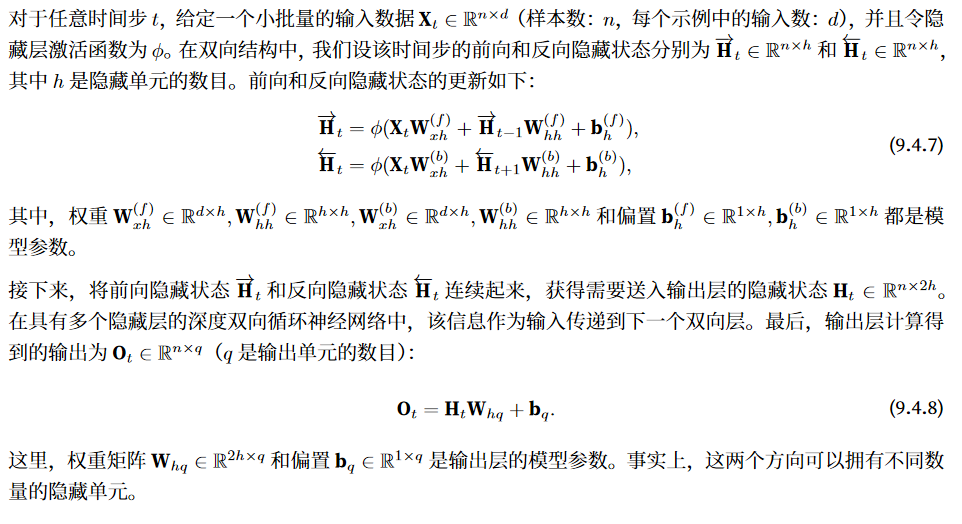 对于任意时间步 t，给定一个小批量的输入数据 Xₜ ∈ ℝⁿˣᵈ（样本数：n，每个示例中的输入数：d），并且令隐
藏层激活函数为 ϕ。在双向结构中，我们设该时间步的前向和反向隐藏状态分别为 $\overrightarrow{\mathbf{H}}_t \in \mathbb{R}^{n \times h}$ 和 $\overleftarrow{\mathbf{H}}_t \in \mathbb{R}^{n \times h}$，
其中 h 是隐藏单元的数目。前向和反向隐藏状态的更新如下：
$\overrightarrow{\mathbf{H}}_t = \phi(\mathbf{X}_t \mathbf{W}_{xh}^{(f)} + \overrightarrow{\mathbf{H}}_{t-1} \mathbf{W}_{hh}^{(f)} + \mathbf{b}_h^{(f)}),$
$\overleftarrow{\mathbf{H}}_t = \phi(\mathbf{X}_t \mathbf{W}_{xh}^{(b)} + \overleftarrow{\mathbf{H}}_{t+1} \mathbf{W}_{hh}^{(b)} + \mathbf{b}_h^{(b)}),$
(9.4.7)
其中，权重 $\mathbf{W}_{xh}^{(f)} \in \mathbb{R}^{d \times h}, \mathbf{W}_{hh}^{(f)} \in \mathbb{R}^{h \times h}, \mathbf{W}_{xh}^{(b)} \in \mathbb{R}^{d \times h}, \mathbf{W}_{hh}^{(b)} \in \mathbb{R}^{h \times h}$ 和偏置 $\mathbf{b}_h^{(f)} \in \mathbb{R}^{1 \times h}, \mathbf{b}_h^{(b)} \in \mathbb{R}^{1 \times h}$ 都是模
型参数。
接下来，将前向隐藏状态 $\overrightarrow{\mathbf{H}}_t$ 和反向隐藏状态 $\overleftarrow{\mathbf{H}}_t$ 连续起来，获得需要送入输出层的隐藏状态 $\mathbf{H}_t \in \mathbb{R}^{n \times 2h}$。
在具有多个隐藏层的深度双向循环神经网络中，该信息作为输入传递到下一个双向层。最后，输出层计算得
到的输出为 $\mathbf{O}_t \in \mathbb{R}^{n \times q}$（q 是输出单元的数目）：
$\mathbf{O}_t = \mathbf{H}_t \mathbf{W}_{hq} + \mathbf{b}_q.$ (9.4.8)
这里，权重矩阵 $\mathbf{W}_{hq} \in \mathbb{R}^{2h \times q}$ 和偏置 $\mathbf{b}_q \in \mathbb{R}^{1 \times q}$ 是输出层的模型参数。事实上，这两个方向可以拥有不同数
量的隐藏单元。